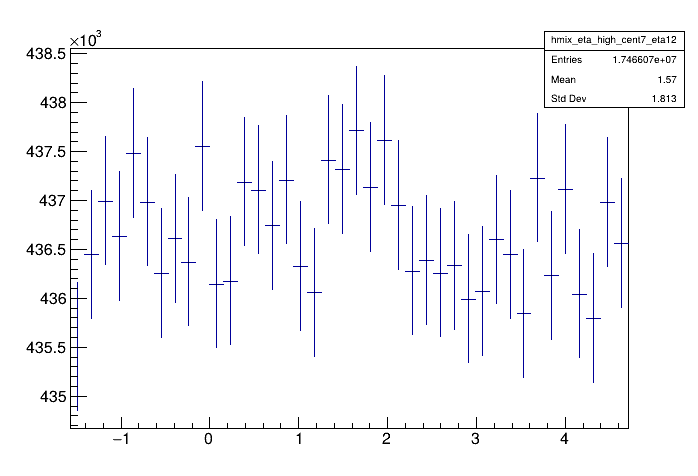 ×10³
hmix_eta_high_cent7_eta12
Entries 1.746607e+07
Mean 1.57
Std Dev 1.813
438.5
438
437.5
437
436.5
436
435.5
435
−1 0 1 2 3 4